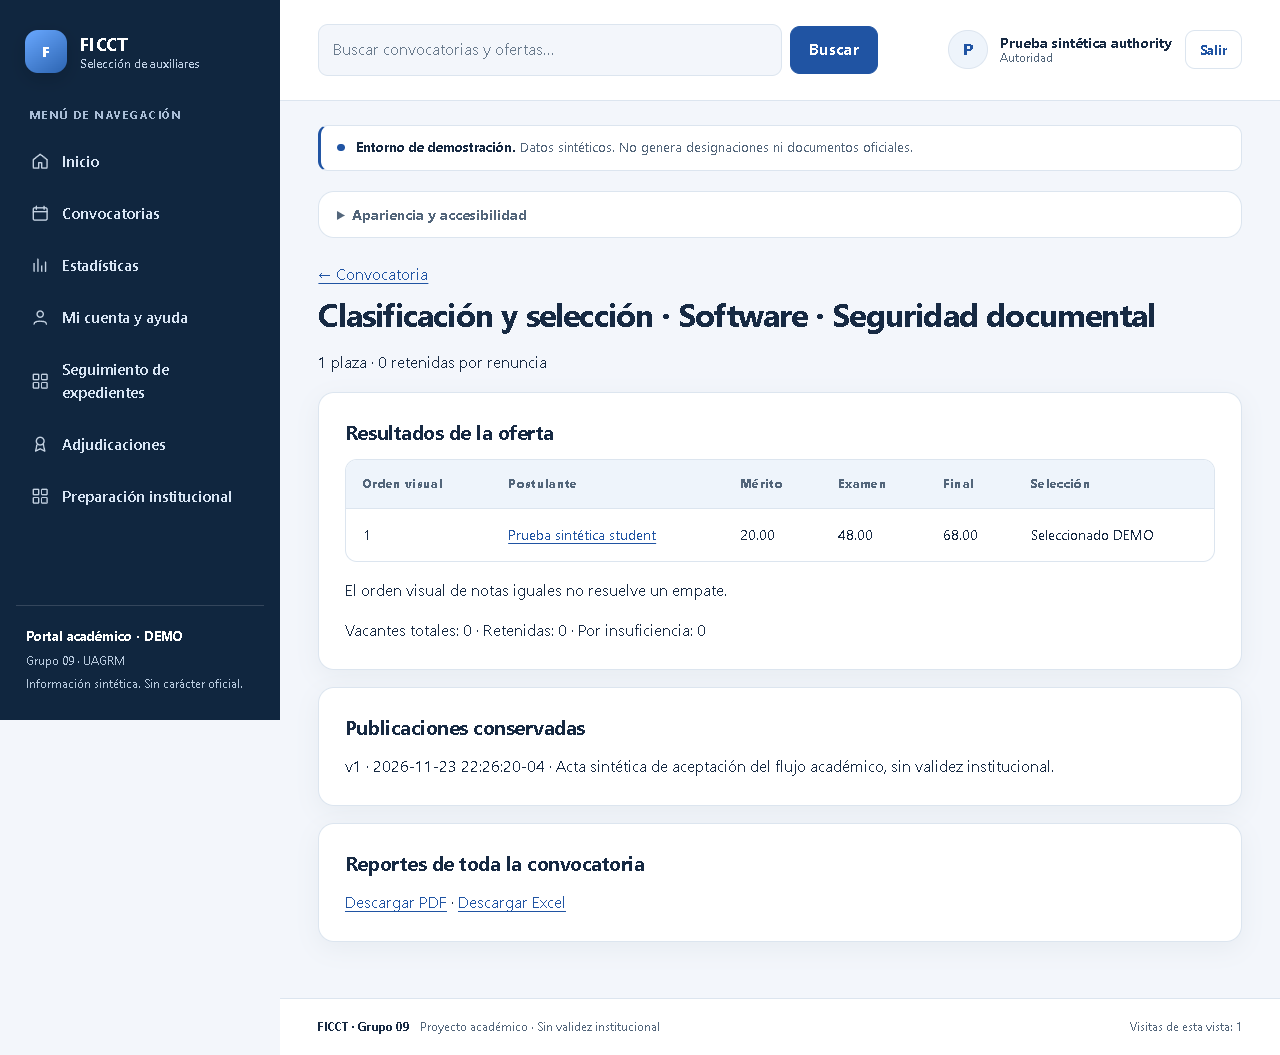 F
FICCT
Selección de auxiliares
MENÚ DE NAVEGACIÓN
Inicio
Convocatorias
Estadísticas
Mi cuenta y ayuda
Seguimiento de
expedientes
Adjudicaciones
Preparación institucional
Portal académico · DEMO
Grupo 09 · UAGRM
Información sintética. Sin carácter oficial.
Buscar convocatorias y ofertas...
Buscar
P
Prueba sintética authority
Autoridad
Salir
Entorno de demostración. Datos sintéticos. No genera designaciones ni documentos oficiales.
▶ Apariencia y accesibilidad
← Convocatoria
Clasificación y selección · Software · Seguridad documental
1 plaza · 0 retenidas por renuncia
Resultados de la oferta
Orden visual Postulante Mérito Examen Final Selección
1 Prueba sintética student 20.00 48.00 68.00 Seleccionado DEMO
El orden visual de notas iguales no resuelve un empate.
Vacantes totales: 0 · Retenidas: 0 · Por insuficiencia: 0
Publicaciones conservadas
v1 · 2026-11-23 22:26:20-04 · Acta sintética de aceptación del flujo académico, sin validez institucional.
Reportes de toda la convocatoria
Descargar PDF · Descargar Excel
FICCT · Grupo 09 Proyecto académico · Sin validez institucional
Visitas de esta vista: 1